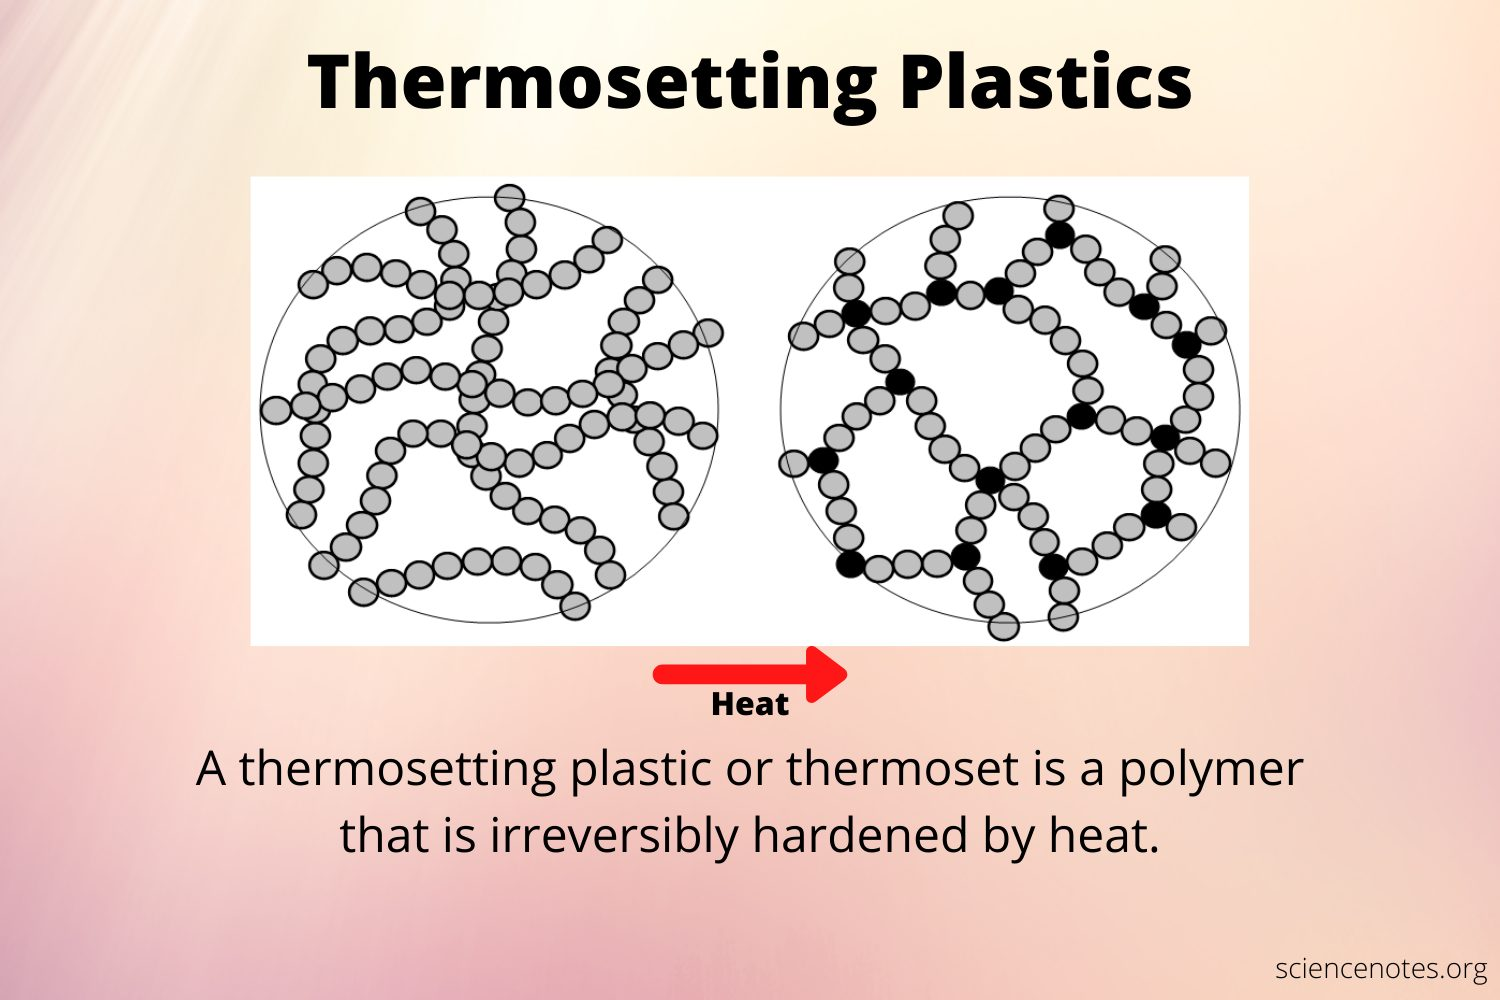 Thermosetting Plastics
Heat
A thermosetting plastic or thermoset is a polymer
that is irreversibly hardened by heat.
sciencenotes.org